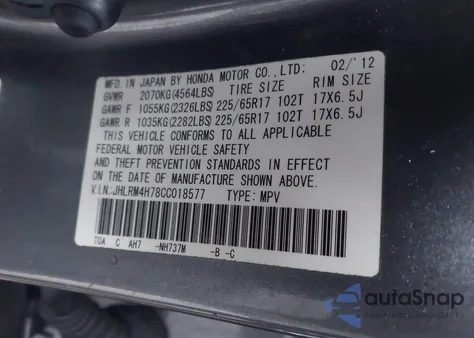 MFD. IN JAPAN BY HONDA MOTOR CO., LTD: 02/'12
GVWR 2070KG(4564LBS) TIRE SIZE RIM SIZE
GAWR F 1055KG(2326LBS) 225/65R17 102T 17X6.5J
GAWR R 1035KG(2282LBS) 225/65R17 102T 17X6.5J
THIS VEHICLE CONFORMS TO ALL APPLICABLE
FEDERAL MOTOR VEHICLE SAFETY
AND THEFT PREVENTION STANDARDS IN EFFECT
ON THE DATE OF MANUFACTURE SHOWN ABOVE.
V.I.N:JHLRM4H78CC018577 TYPE: MPV
TOA C AH7 -NH737M -B -C
autoSnap